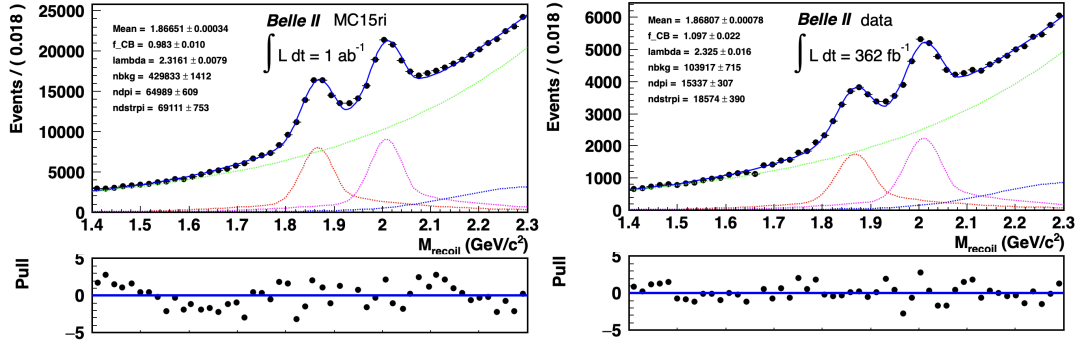 Belle II MC15ri
∫ L dt = 1 ab⁻¹
Mean = 1.86651 ± 0.00034
f_CB = 0.983 ± 0.010
lambda = 2.3161 ± 0.0079
nbkg = 429833 ± 1412
ndpi = 64989 ± 609
ndstrpi = 69111 ± 753
Events / ( 0.018 )
25000
20000
15000
10000
5000
0
1.4 1.5 1.6 1.7 1.8 1.9 2 2.1 2.2 2.3
M_recoil (GeV/c²)
Pull
5
0
−5
Belle II data
∫ L dt = 362 fb⁻¹
Mean = 1.86807 ± 0.00078
f_CB = 1.097 ± 0.022
lambda = 2.325 ± 0.016
nbkg = 103917 ± 715
ndpi = 15337 ± 307
ndstrpi = 18574 ± 390
Events / ( 0.018 )
6000
5000
4000
3000
2000
1000
0
1.4 1.5 1.6 1.7 1.8 1.9 2 2.1 2.2 2.3
M_recoil (GeV/c²)
Pull
5
0
−5